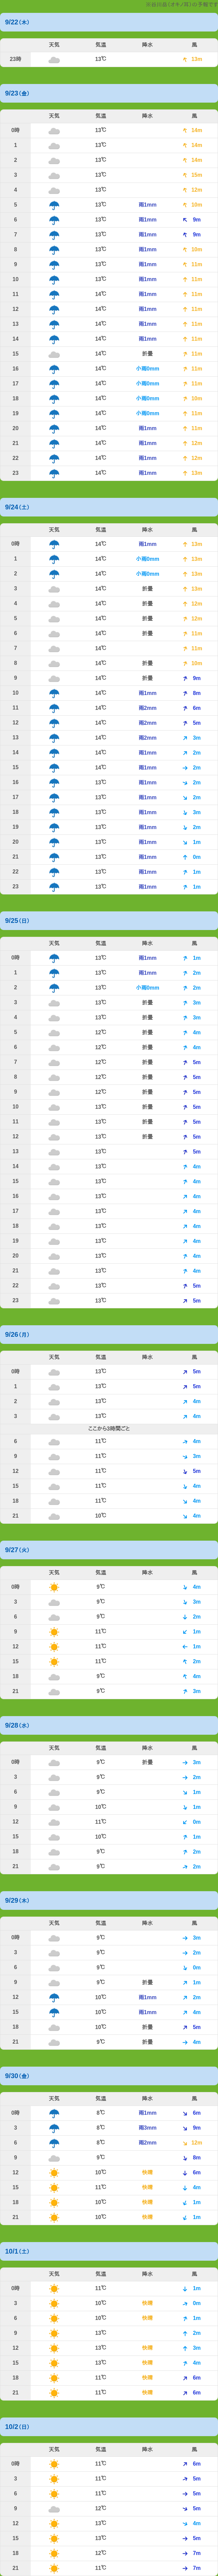 9/22（木）
天気 気温 降水 風
23時 13℃ 13m
9/23（金）
天気 気温 降水 風
0時 13℃ 14m
1 13℃ 14m
2 13℃ 14m
3 13℃ 15m
4 13℃ 12m
5 13℃ 雨1mm 10m
6 13℃ 雨1mm 9m
7 13℃ 雨1mm 9m
8 13℃ 雨1mm 10m
9 13℃ 雨1mm 11m
10 14℃ 雨1mm 11m
11 14℃ 雨1mm 11m
12 14℃ 雨1mm 11m
13 14℃ 雨1mm 11m
14 14℃ 雨1mm 11m
15 14℃ 折畳 11m
16 14℃ 小雨0mm 11m
17 14℃ 小雨0mm 11m
18 14℃ 小雨0mm 10m
19 14℃ 小雨0mm 11m
20 14℃ 雨1mm 11m
21 14℃ 雨1mm 12m
22 14℃ 雨1mm 12m
23 14℃ 雨1mm 13m
9/24（土）
天気 気温 降水 風
0時 14℃ 雨1mm 13m
1 14℃ 小雨0mm 13m
2 14℃ 小雨0mm 13m
3 14℃ 折畳 13m
4 14℃ 折畳 12m
5 14℃ 折畳 12m
6 14℃ 折畳 11m
7 14℃ 11m
8 14℃ 折畳 10m
9 14℃ 折畳 9m
10 14℃ 雨1mm 8m
11 14℃ 雨2mm 6m
12 14℃ 雨2mm 5m
13 14℃ 雨2mm 3m
14 14℃ 雨1mm 2m
15 14℃ 雨1mm 2m
16 13℃ 雨1mm 2m
17 13℃ 雨1mm 2m
18 13℃ 雨1mm 3m
19 13℃ 雨1mm 2m
20 13℃ 雨1mm 1m
21 13℃ 雨1mm 0m
22 13℃ 雨1mm 1m
23 13℃ 雨1mm 1m
9/25（日）
天気 気温 降水 風
0時 13℃ 雨1mm 1m
1 13℃ 雨1mm 2m
2 13℃ 小雨0mm 2m
3 13℃ 折畳 3m
4 13℃ 折畳 3m
5 12℃ 折畳 4m
6 12℃ 折畳 4m
7 12℃ 折畳 5m
8 12℃ 折畳 5m
9 12℃ 折畳 5m
10 13℃ 折畳 5m
11 13℃ 折畳 5m
12 13℃ 折畳 5m
13 13℃ 5m
14 13℃ 4m
15 13℃ 4m
16 13℃ 4m
17 13℃ 4m
18 13℃ 4m
19 13℃ 4m
20 13℃ 4m
21 13℃ 4m
22 13℃ 5m
23 13℃ 5m
9/26（月）
天気 気温 降水 風
0時 13℃ 5m
1 13℃ 5m
2 13℃ 4m
3 13℃ 4m
ここから3時間ごと
6 11℃ 4m
9 11℃ 3m
12 11℃ 5m
15 11℃ 4m
18 11℃ 4m
21 10℃ 4m
9/27（火）
天気 気温 降水 風
0時 9℃ 4m
3 9℃ 3m
6 9℃ 2m
9 11℃ 1m
12 11℃ 1m
15 11℃ 2m
18 9℃ 4m
21 9℃ 3m
9/28（水）
天気 気温 降水 風
0時 9℃ 折畳 3m
3 9℃ 2m
6 9℃ 1m
9 10℃ 1m
12 11℃ 0m
15 10℃ 1m
18 9℃ 2m
21 9℃ 2m
9/29（木）
天気 気温 降水 風
0時 9℃ 3m
3 9℃ 2m
6 9℃ 0m
9 9℃ 折畳 1m
12 10℃ 雨1mm 2m
15 10℃ 雨1mm 4m
18 9℃ 折畳 5m
21 9℃ 折畳 4m
9/30（金）
天気 気温 降水 風
0時 8℃ 雨1mm 6m
3 8℃ 雨3mm 9m
6 8℃ 雨2mm 12m
9 9℃ 8m
12 10℃ 快晴 6m
15 11℃ 快晴 4m
18 10℃ 快晴 1m
21 10℃ 快晴 1m
10/1（土）
天気 気温 降水 風
0時 11℃ 1m
3 10℃ 快晴 0m
6 10℃ 快晴 1m
9 13℃ 2m
12 13℃ 快晴 3m
15 13℃ 快晴 4m
18 11℃ 快晴 6m
21 11℃ 快晴 6m
10/2（日）
天気 気温 降水 風
0時 11℃ 6m
3 11℃ 5m
6 11℃ 5m
9 12℃ 5m
12 13℃ 4m
15 13℃ 5m
18 12℃ 7m
21 11℃ 7m